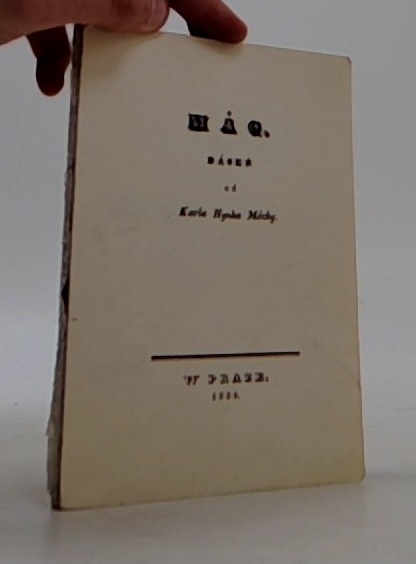 MÁG.
BÁSEŇ
od
Karla Hynka Máchy.
W PRAZE.
1836.